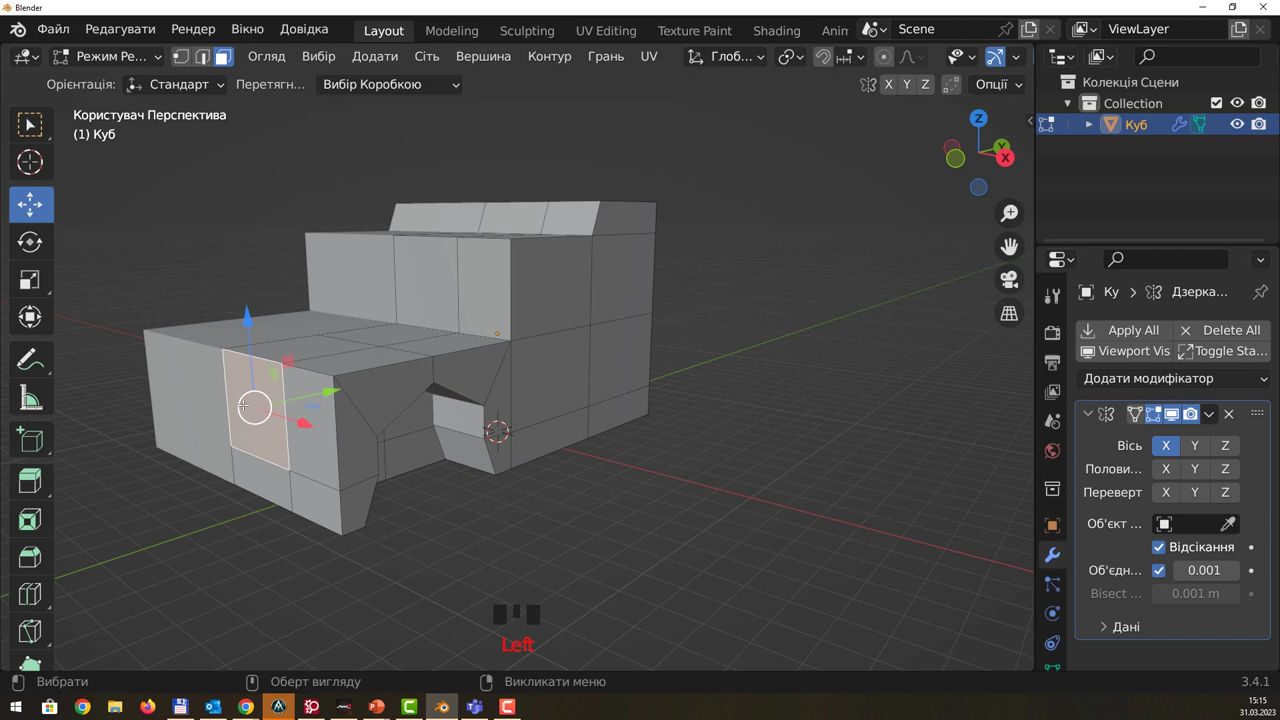 Blender
Файл Редагувати Рендер Вікно Довідка Layout Modeling Sculpting UV Editing Texture Paint Shading Anin Scene ViewLayer
Режим Ре... Огляд Вибір Додати Сіть Вершина Контур Грань UV Глоб...
Орієнтація: Стандарт Перетягн... Вибір Коробкою X Y Z Опції
Користувач Перспектива
(1) Куб
Z
Y
X
Колекція Сцени
Collection
Куб
Ку Дзерка...
Apply All Delete All
Viewport Vis Toggle Sta...
Додати модифікатор
Вісь X Y Z
Полови... X Y Z
Переверт X Y Z
Об'єкт ...
Відсікання
Об'єдн... 0.001
Bisect ... 0.001 m
Дані
Left
Вибрати Оберт вигляду Викликати меню 3.4.1
15:15
31.03.2023